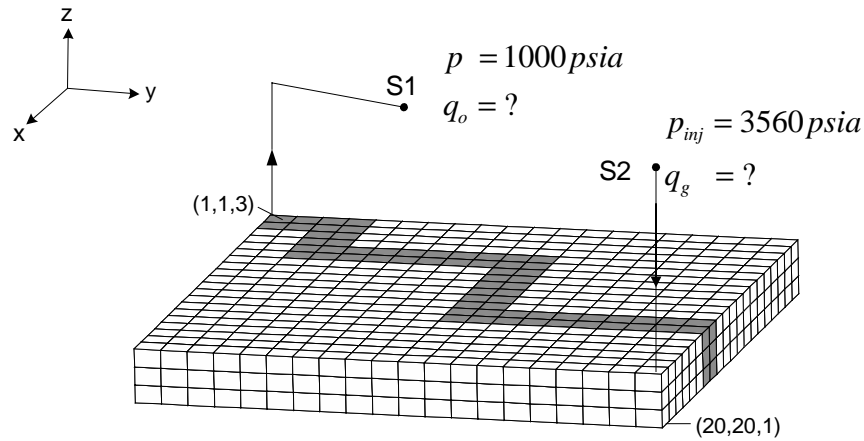 z
y
x
S1
p = 1000 psia
q_o = ?
S2
p_inj = 3560 psia
q_g = ?
(1,1,3)
(20,20,1)